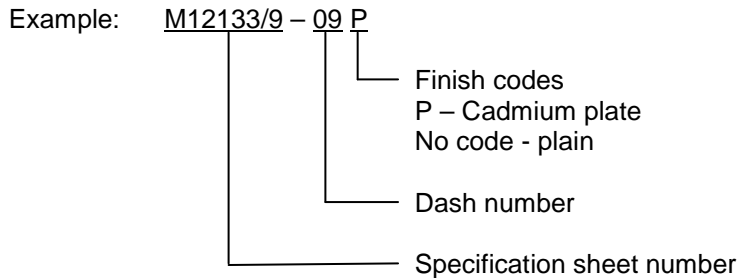 Example: M12133/9 – 09 P
Finish codes
P – Cadmium plate
No code - plain
Dash number
Specification sheet number